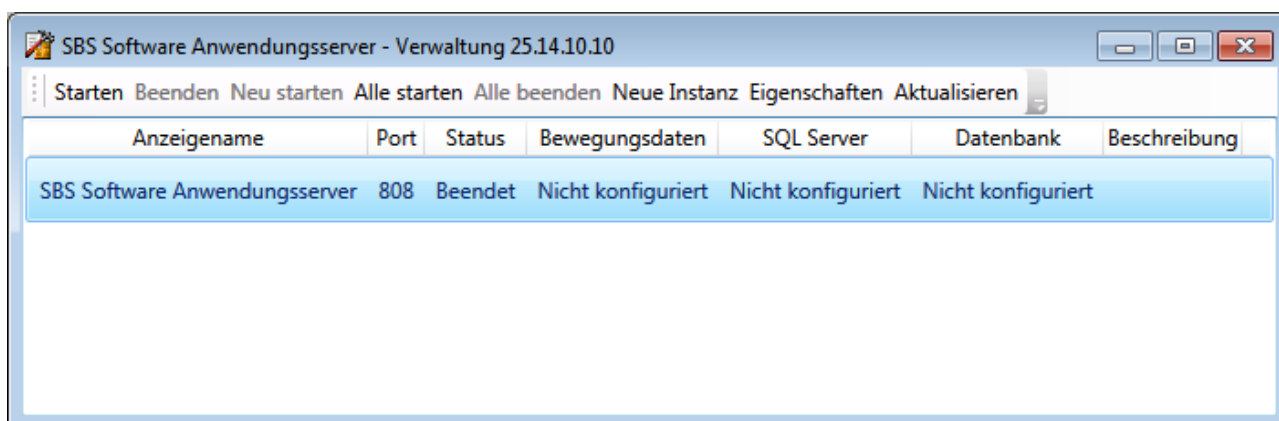 SBS Software Anwendungsserver - Verwaltung 25.14.10.10
Starten Beenden Neu starten Alle starten Alle beenden Neue Instanz Eigenschaften Aktualisieren
Anzeigename Port Status Bewegungsdaten SQL Server Datenbank Beschreibung
SBS Software Anwendungsserver 808 Beendet Nicht konfiguriert Nicht konfiguriert Nicht konfiguriert